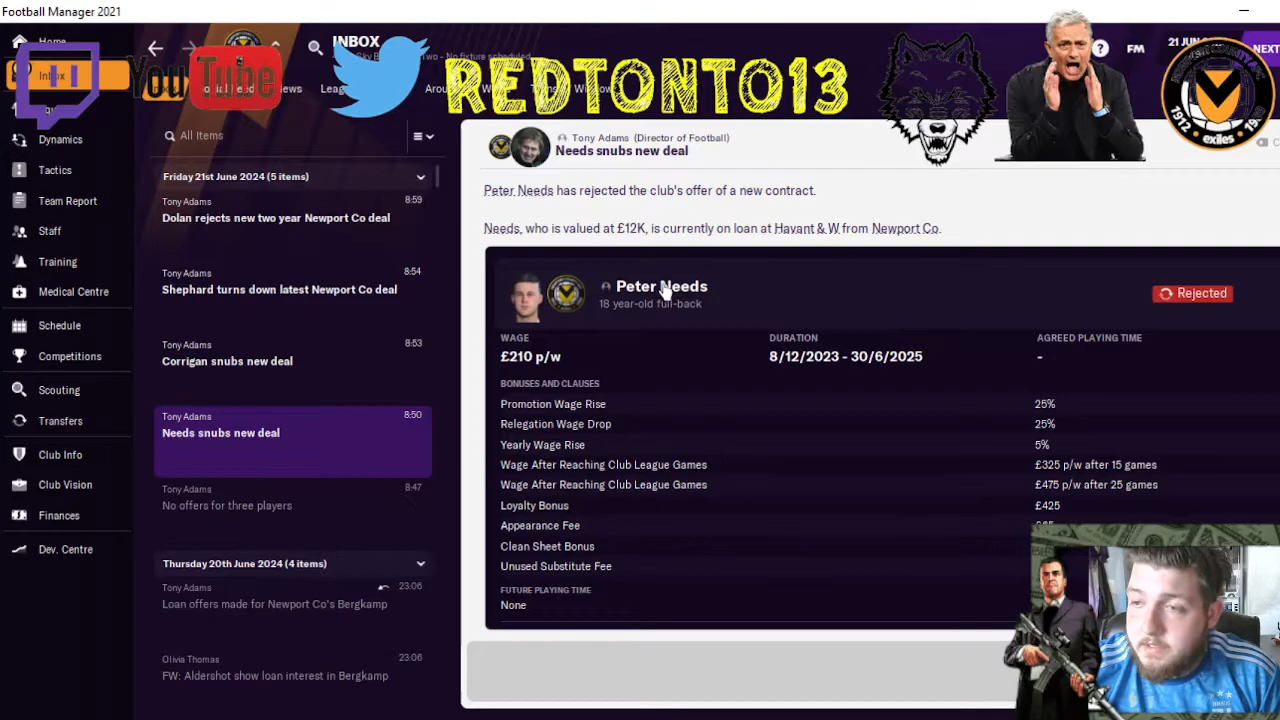 Football Manager 2021
Home
INBOX
No fixture scheduled
21 JUN
NEXT
FM
YouTube
REDTONTO13
1912
exiles
Inbox
Dynamics
Tactics
Team Report
Staff
Training
Medical Centre
Schedule
Competitions
Scouting
Transfers
Club Info
Club Vision
Finances
Dev. Centre
All Items
Friday 21st June 2024 (5 items)
Tony Adams 8:59
Dolan rejects new two year Newport Co deal
Tony Adams 8:54
Shephard turns down latest Newport Co deal
Tony Adams 8:53
Corrigan snubs new deal
Tony Adams 8:50
Needs snubs new deal
Tony Adams 8:47
No offers for three players
Thursday 20th June 2024 (4 items)
Tony Adams 23:06
Loan offers made for Newport Co's Bergkamp
Olivia Thomas 23:06
FW: Aldershot show loan interest in Bergkamp
Tony Adams (Director of Football)
Needs snubs new deal
Peter Needs has rejected the club's offer of a new contract.
Needs, who is valued at £12K, is currently on loan at Havant & W from Newport Co.
Peter Needs
18 year-old full-back
Rejected
WAGE DURATION AGREED PLAYING TIME
£210 p/w 8/12/2023 - 30/6/2025 -
BONUSES AND CLAUSES
Promotion Wage Rise 25%
Relegation Wage Drop 25%
Yearly Wage Rise 5%
Wage After Reaching Club League Games £325 p/w after 15 games
Wage After Reaching Club League Games £475 p/w after 25 games
Loyalty Bonus £425
Appearance Fee
Clean Sheet Bonus
Unused Substitute Fee
FUTURE PLAYING TIME
None